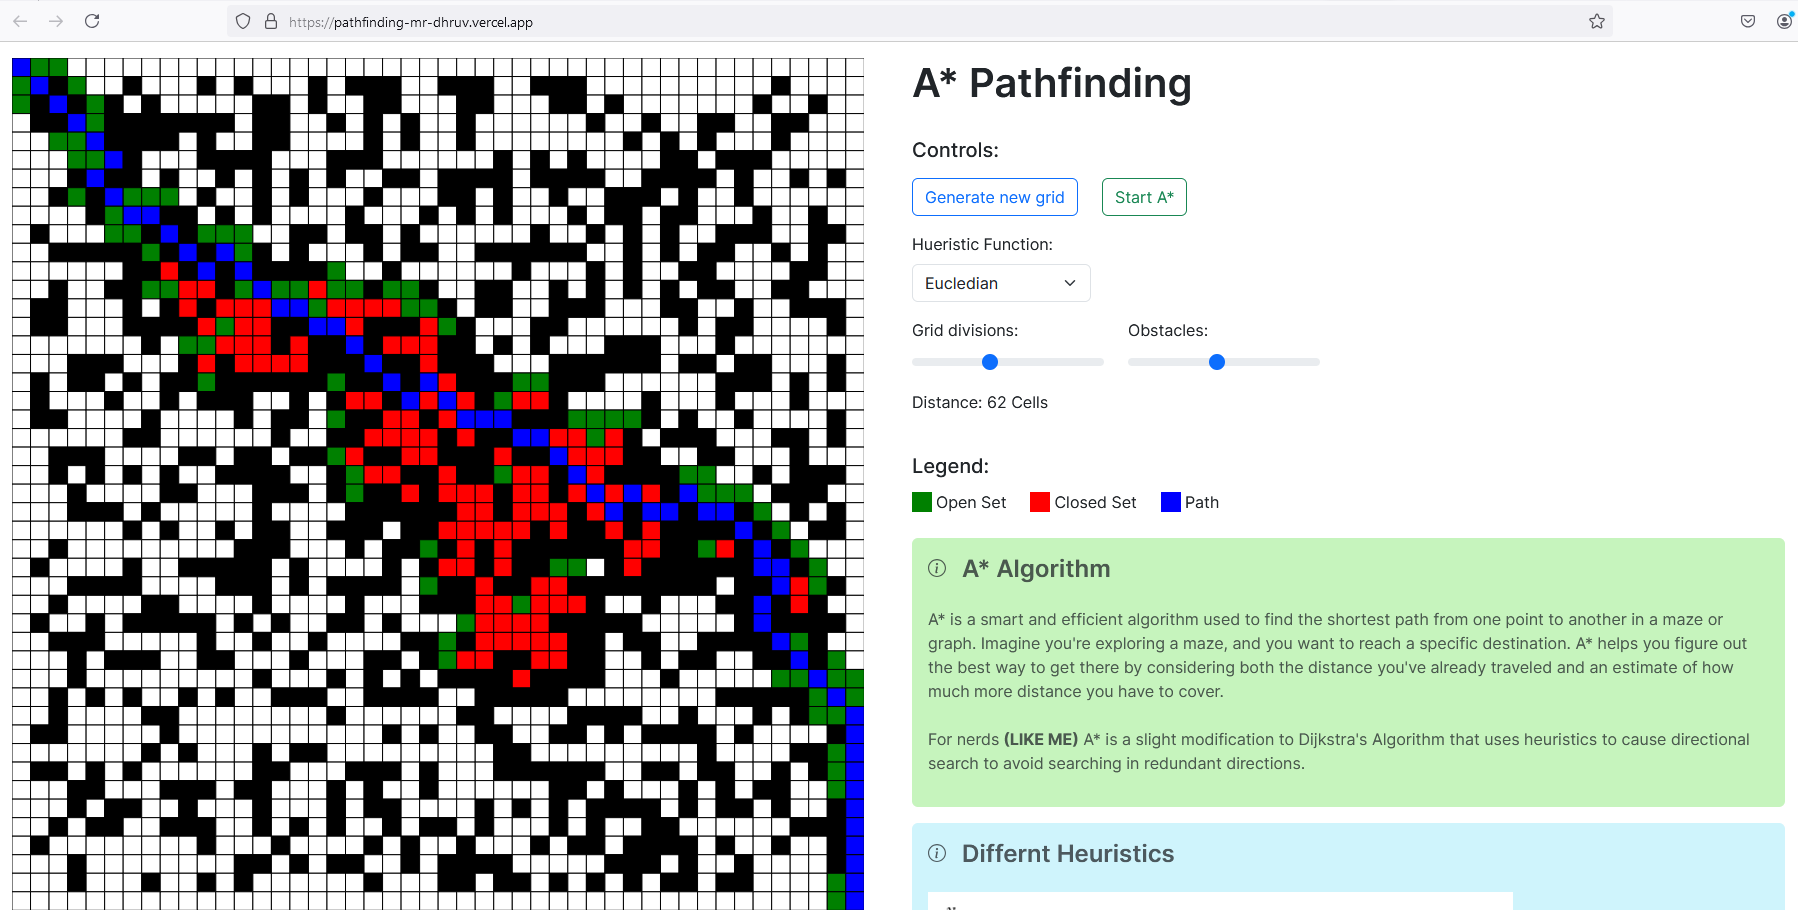 https://pathfinding-mr-dhruv.vercel.app
A* Pathfinding
Controls:
Generate new grid
Start A*
Hueristic Function:
Eucledian
Grid divisions:
Obstacles:
Distance: 62 Cells
Legend:
Open Set
Closed Set
Path
A* Algorithm
A* is a smart and efficient algorithm used to find the shortest path from one point to another in a maze or
graph. Imagine you're exploring a maze, and you want to reach a specific destination. A* helps you figure out
the best way to get there by considering both the distance you've already traveled and an estimate of how
much more distance you have to cover.
For nerds (LIKE ME) A* is a slight modification to Dijkstra's Algorithm that uses heuristics to cause directional
search to avoid searching in redundant directions.
Differnt Heuristics